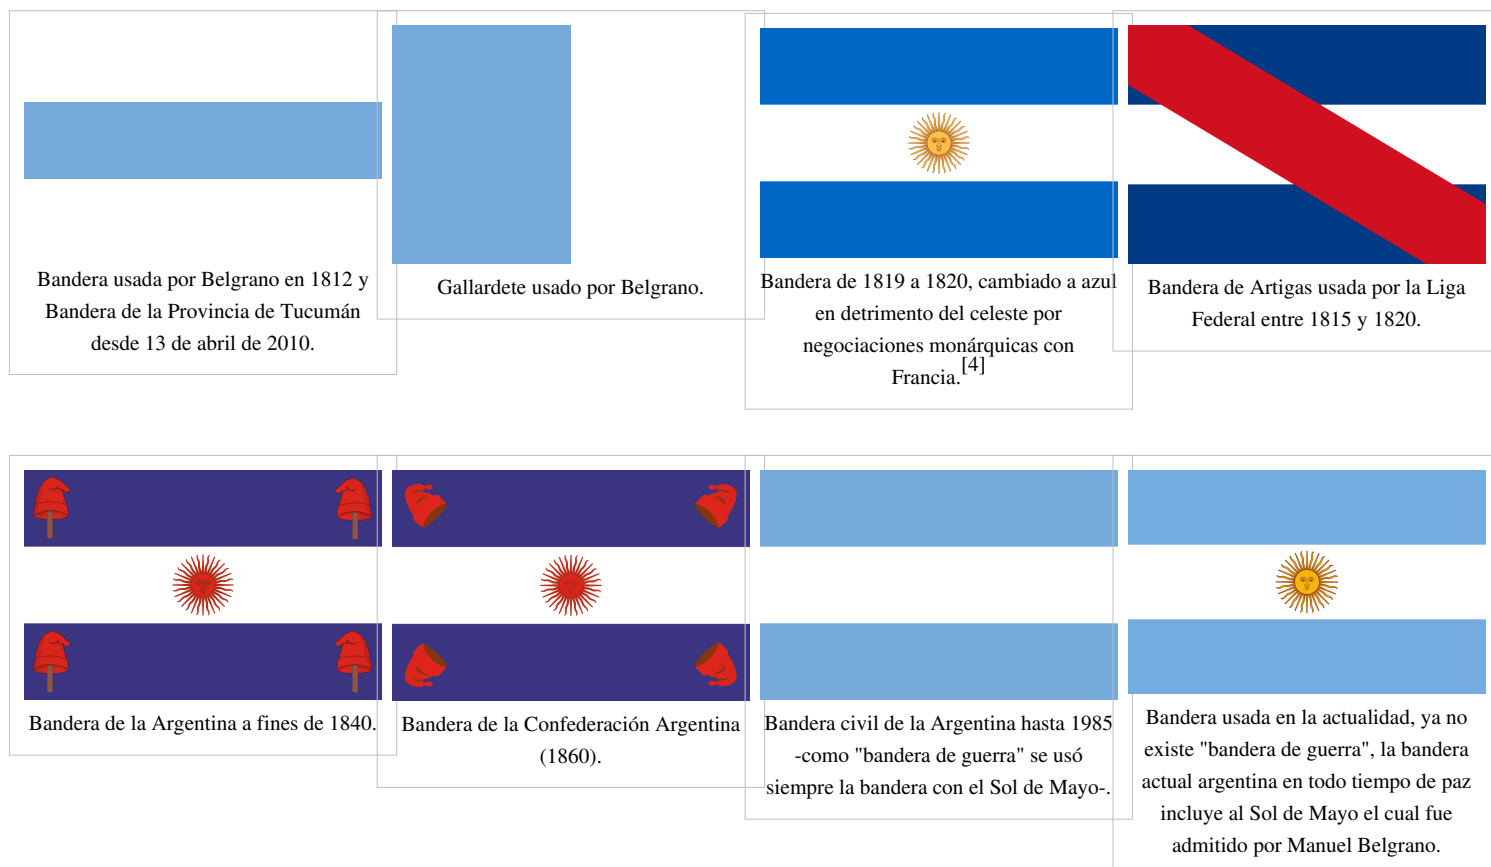 Bandera usada por Belgrano en 1812 y
Bandera de la Provincia de Tucumán
desde 13 de abril de 2010.
Gallardete usado por Belgrano.
Bandera de 1819 a 1820, cambiado a azul
en detrimento del celeste por
negociaciones monárquicas con
Francia.[4]
Bandera de Artigas usada por la Liga
Federal entre 1815 y 1820.
Bandera de la Argentina a fines de 1840.
Bandera de la Confederación Argentina
(1860).
Bandera civil de la Argentina hasta 1985
-como "bandera de guerra" se usó
siempre la bandera con el Sol de Mayo-.
Bandera usada en la actualidad, ya no
existe "bandera de guerra", la bandera
actual argentina en todo tiempo de paz
incluye al Sol de Mayo el cual fue
admitido por Manuel Belgrano.